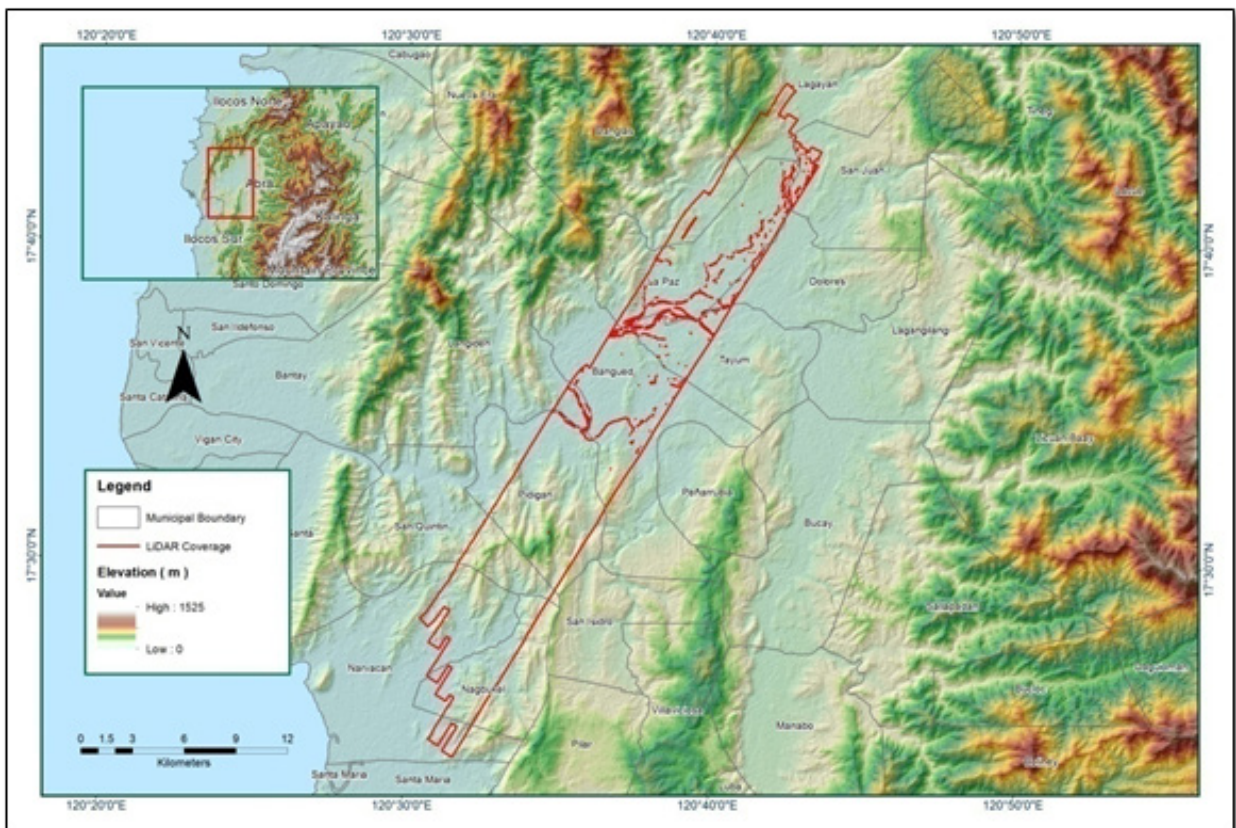 120°20'0"E 120°30'0"E 120°40'0"E 120°50'0"E
Cabugao
Lagayan
Nueva Era
Ilocos Norte
Apayao
Abra
Kalinga
Ilocos Sur
Mountain Province
Tineg
Danglas
San Juan
17°40'0"N
17°40'0"N
Santo Domingo
La Paz
Dolores
San Ildefonso
N
San Vicente
Langiden
Lagangilang
Tayum
Bantay
Bangued
Santa Catalina
Vigan City
Licuan-Baay
Pidigan
Peñarrubia
Bucay
San Quintin
Santa
Legend
Municipal Boundary
LiDAR Coverage
Elevation ( m )
Value
High : 1525
Low : 0
17°30'0"N
17°30'0"N
Sallapadan
San Isidro
Narvacan
Nagbukel
Villaviciosa
Manabo
Pilar
0 1.5 3 6 9 12
Kilometers
Santa Maria
Santa Maria
Luba
120°20'0"E 120°30'0"E 120°40'0"E 120°50'0"E